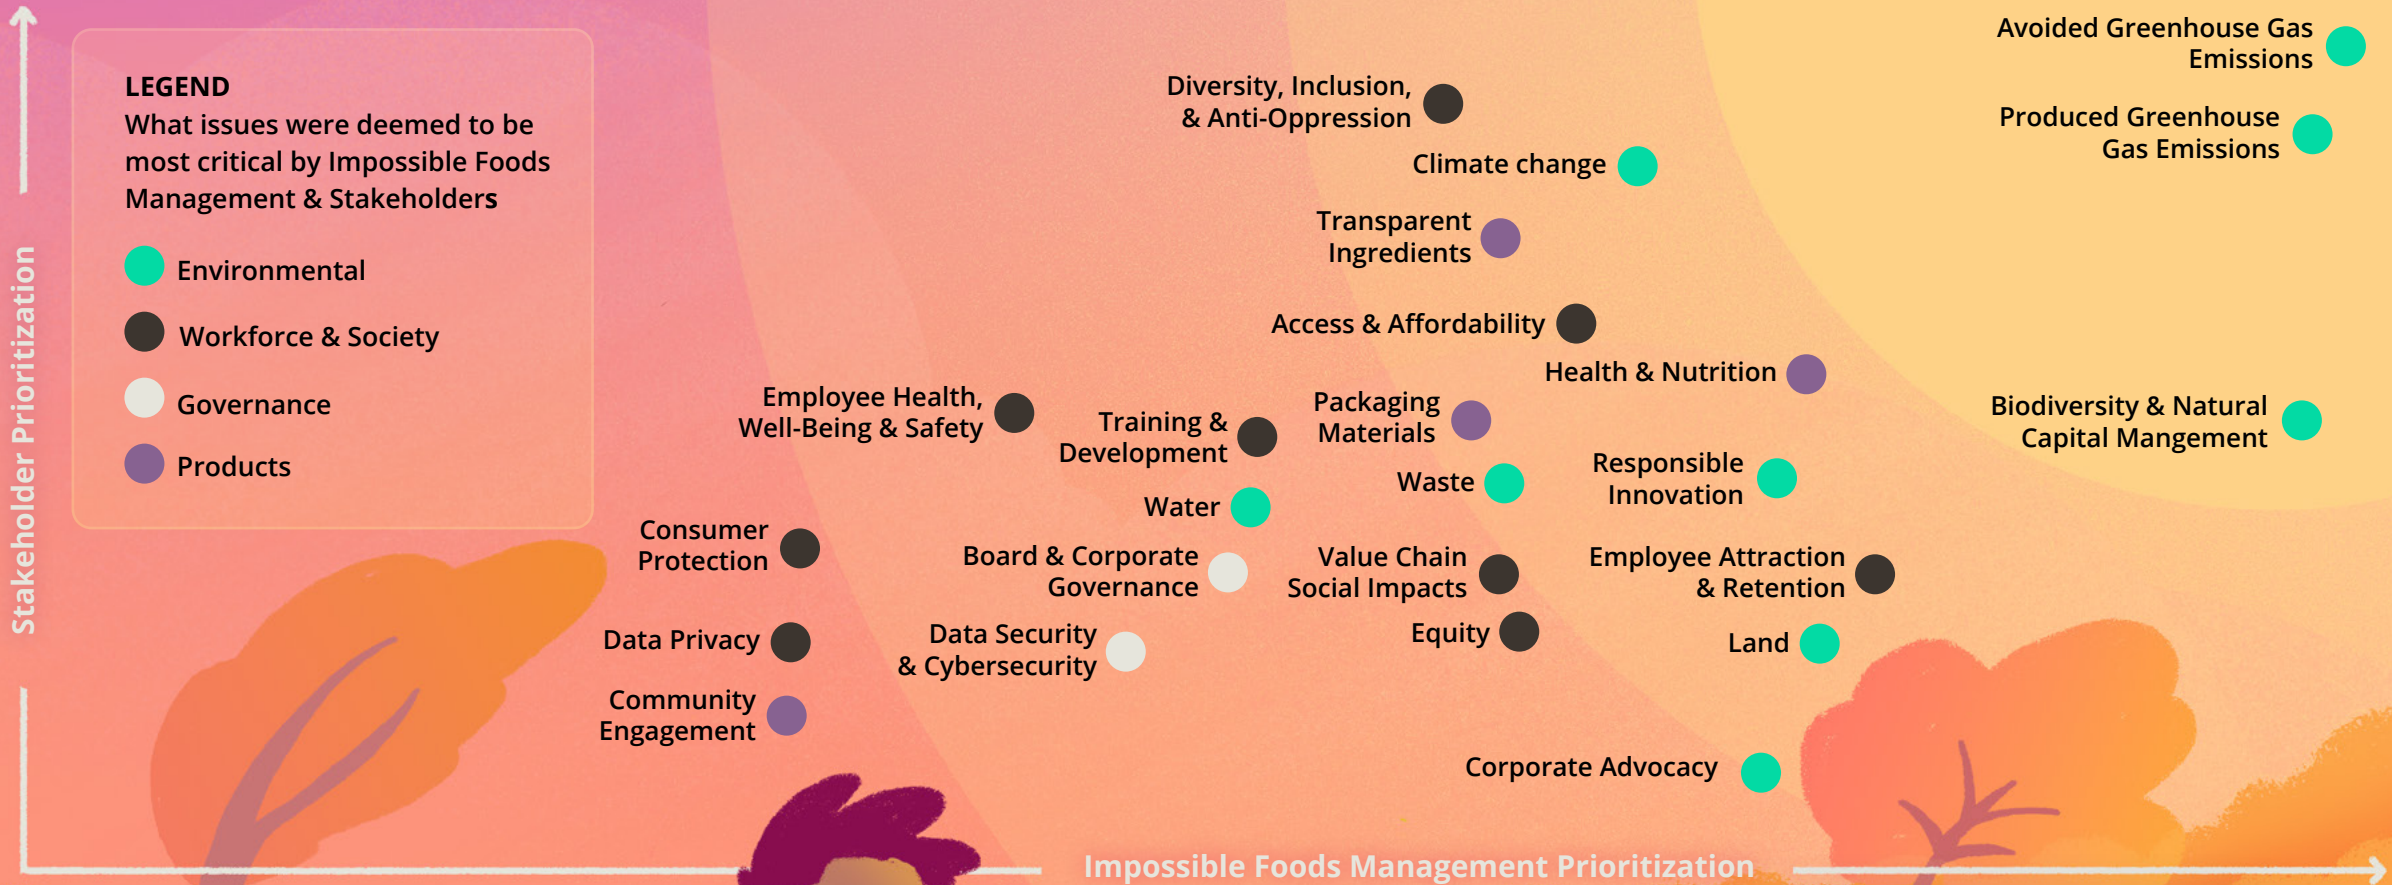 LEGEND
What issues were deemed to be
most critical by Impossible Foods
Management & Stakeholders
Environmental
Workforce & Society
Governance
Products
Stakeholder Prioritization
Avoided Greenhouse Gas
Emissions
Diversity, Inclusion,
& Anti-Oppression
Produced Greenhouse
Gas Emissions
Climate change
Transparent
Ingredients
Access & Affordability
Health & Nutrition
Employee Health,
Well-Being & Safety
Training &
Development
Packaging
Materials
Biodiversity & Natural
Capital Mangement
Waste
Responsible
Innovation
Water
Consumer
Protection
Board & Corporate
Governance
Value Chain
Social Impacts
Employee Attraction
& Retention
Data Privacy
Data Security
& Cybersecurity
Equity
Land
Community
Engagement
Corporate Advocacy
Impossible Foods Management Prioritization